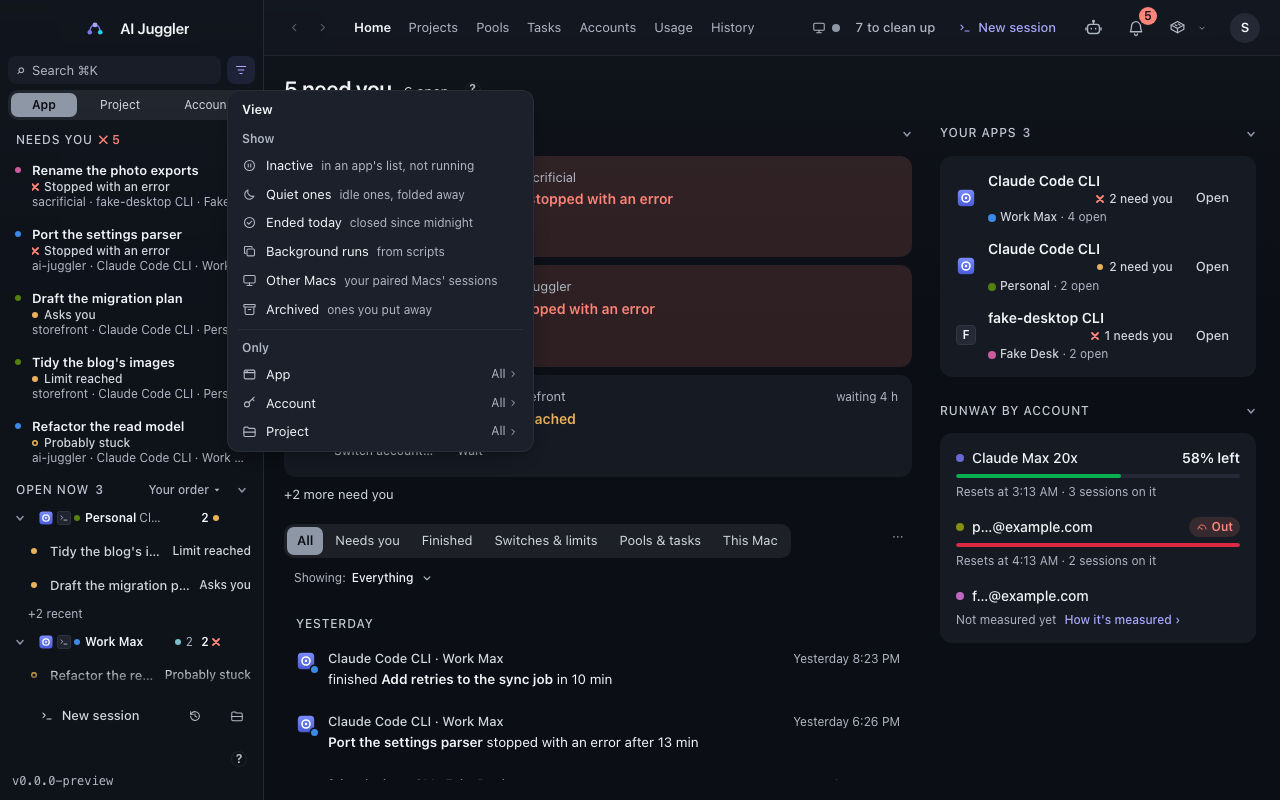 AI Juggler
Search ⌘K
App Project Accoun
NEEDS YOU 5
Rename the photo exports
Stopped with an error
sacrificial · fake-desktop CLI · Fake
Port the settings parser
Stopped with an error
ai-juggler · Claude Code CLI · Work
Draft the migration plan
Asks you
storefront · Claude Code CLI · Pers
Tidy the blog's images
Limit reached
storefront · Claude Code CLI · Pers
Refactor the read model
Probably stuck
ai-juggler · Claude Code CLI · Work ...
OPEN NOW 3 Your order
Personal Cl... 2
Tidy the blog's i... Limit reached
Draft the migration p... Asks you
+2 recent
Work Max 2 2
Refactor the re... Probably stuck
New session
?
v0.0.0-preview
Home Projects Pools Tasks Accounts Usage History
7 to clean up New session 5 S
5 need you 6 open ?
View
Show
Inactive in an app's list, not running
Quiet ones idle ones, folded away
Ended today closed since midnight
Background runs from scripts
Other Macs your paired Macs' sessions
Archived ones you put away
Only
App All ›
Account All ›
Project All ›
crificial
topped with an error
uggler
pped with an error
efront waiting 4 h
ached
Switch account... Wait
+2 more need you
All Needs you Finished Switches & limits Pools & tasks This Mac ...
Showing: Everything
YESTERDAY
Claude Code CLI · Work Max Yesterday 8:23 PM
finished Add retries to the sync job in 10 min
Claude Code CLI · Work Max Yesterday 6:26 PM
Port the settings parser stopped with an error after 13 min
YOUR APPS 3
Claude Code CLI
2 need you Open
Work Max · 4 open
Claude Code CLI
2 need you Open
Personal · 2 open
F fake-desktop CLI
1 needs you Open
Fake Desk · 2 open
RUNWAY BY ACCOUNT
Claude Max 20x 58% left
Resets at 3:13 AM · 3 sessions on it
p...@example.com Out
Resets at 4:13 AM · 2 sessions on it
f...@example.com
Not measured yet How it's measured ›